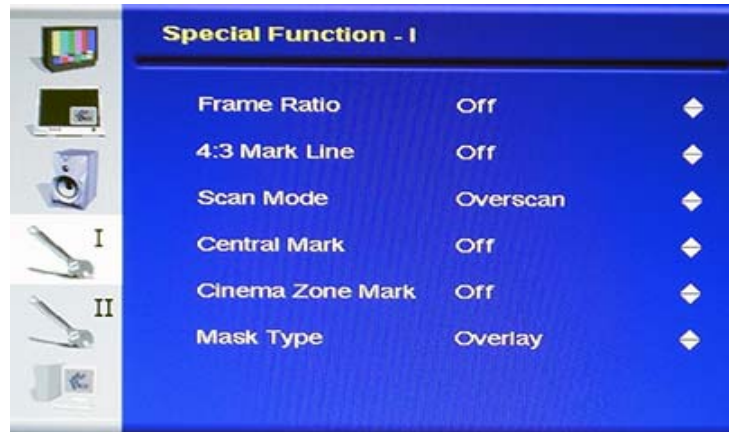 Special Function - I
Frame Ratio Off
4:3 Mark Line Off
Scan Mode Overscan
I
Central Mark Off
Cinema Zone Mark Off
II
Mask Type Overlay